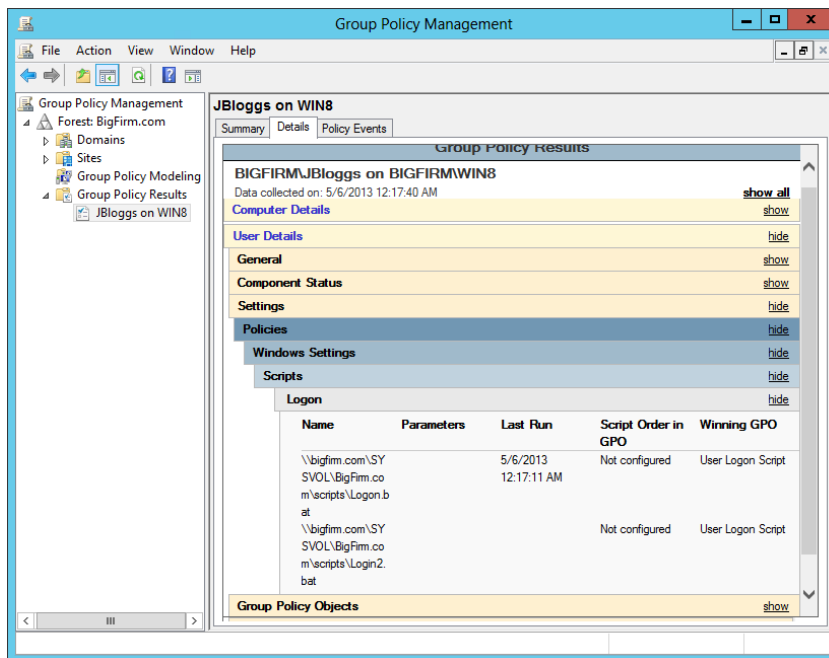 Group Policy Management
File Action View Window Help
Group Policy Management
Forest: BigFirm.com
Domains
Sites
Group Policy Modeling
Group Policy Results
JBloggs on WIN8
JBloggs on WIN8
Summary Details Policy Events
Group Policy Results
BIGFIRM\JBloggs on BIGFIRM\WIN8
Data collected on: 5/6/2013 12:17:40 AM show all
Computer Details show
User Details hide
General show
Component Status show
Settings hide
Policies hide
Windows Settings hide
Scripts hide
Logon hide
Name Parameters Last Run Script Order in Winning GPO
GPO
\\bigfirm.com\SY 5/6/2013 Not configured User Logon Script
SVOL\BigFirm.co 12:17:11 AM
m\scripts\Logon.b
at
\\bigfirm.com\SY Not configured User Logon Script
SVOL\BigFirm.co
m\scripts\Login2.
bat
Group Policy Objects show